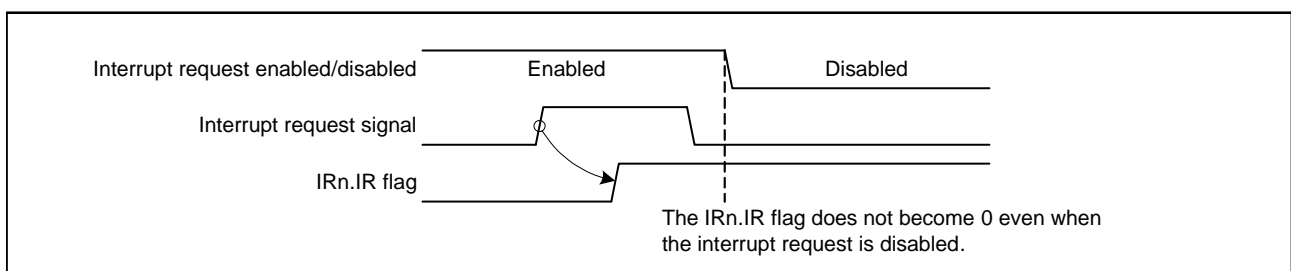 Interrupt request enabled/disabled Enabled Disabled
Interrupt request signal
IRn.IR flag
The IRn.IR flag does not become 0 even when
the interrupt request is disabled.